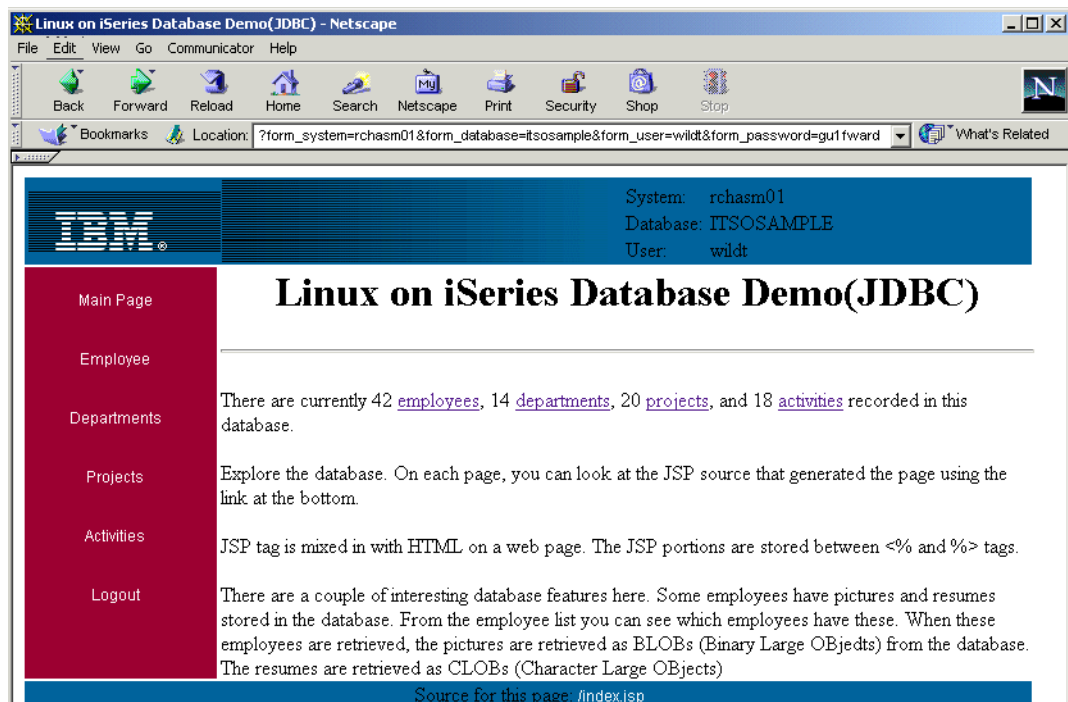 Linux on iSeries Database Demo(JDBC) - Netscape
File Edit View Go Communicator Help
Back Forward Reload Home Search Netscape Print Security Shop Stop
My
N
Bookmarks Location: ?form_system=rchasm01&form_database=itsosample&form_user=wildt&form_password=gu1fward What's Related
IBM®
System: rchasm01
Database: ITSOSAMPLE
User: wildt
Main Page
Employee
Departments
Projects
Activities
Logout
Linux on iSeries Database Demo(JDBC)
There are currently 42 employees, 14 departments, 20 projects, and 18 activities recorded in this
database.
Explore the database. On each page, you can look at the JSP source that generated the page using the
link at the bottom.
JSP tag is mixed in with HTML on a web page. The JSP portions are stored between <% and %> tags.
There are a couple of interesting database features here. Some employees have pictures and resumes
stored in the database. From the employee list you can see which employees have these. When these
employees are retrieved, the pictures are retrieved as BLOBs (Binary Large OBjedts) from the database.
The resumes are retrieved as CLOBs (Character Large OBjects)
Source for this page: /index.jsp